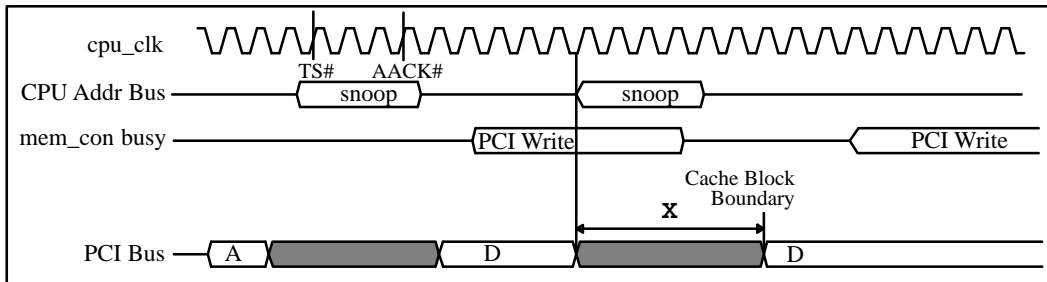 cpu_clk
TS# AACK#
CPU Addr Bus snoop snoop
mem_con busy PCI Write PCI Write
Cache Block
Boundary
X
PCI Bus A D D